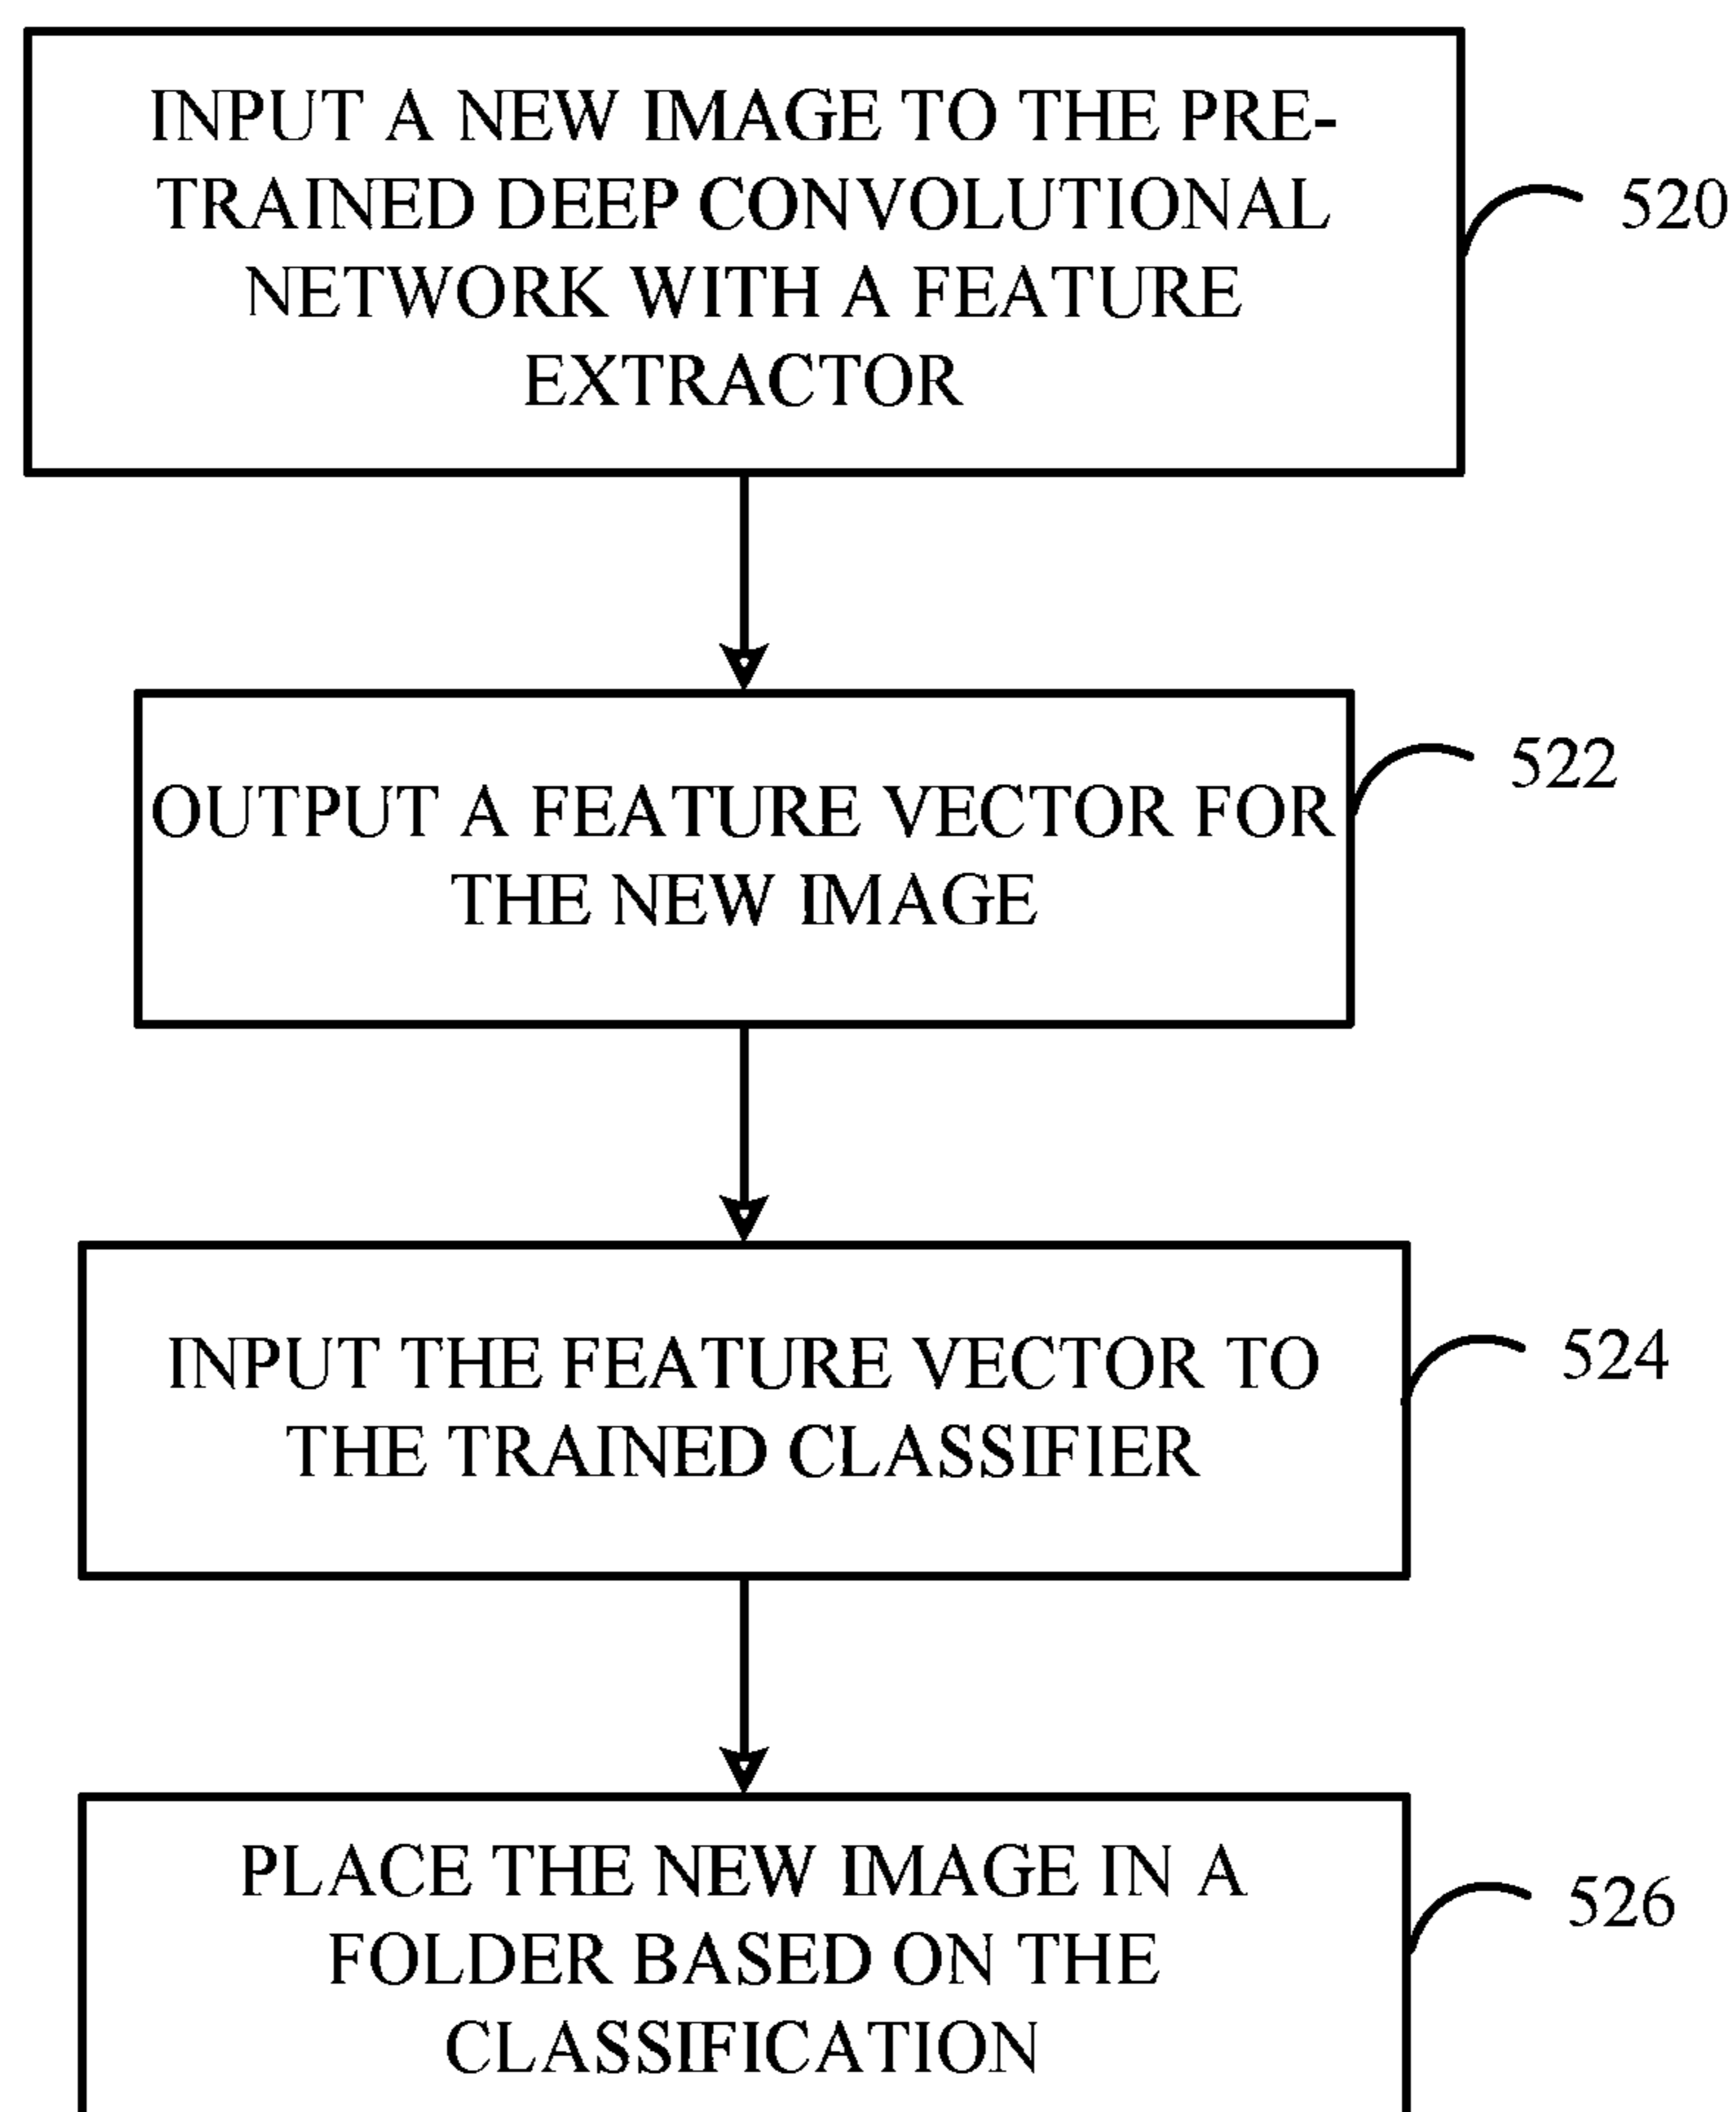 INPUT A NEW IMAGE TO THE PRE-
TRAINED DEEP CONVOLUTIONAL
NETWORK WITH A FEATURE
EXTRACTOR
520
OUTPUT A FEATURE VECTOR FOR
THE NEW IMAGE
522
INPUT THE FEATURE VECTOR TO
THE TRAINED CLASSIFIER
524
PLACE THE NEW IMAGE IN A
FOLDER BASED ON THE
CLASSIFICATION
526